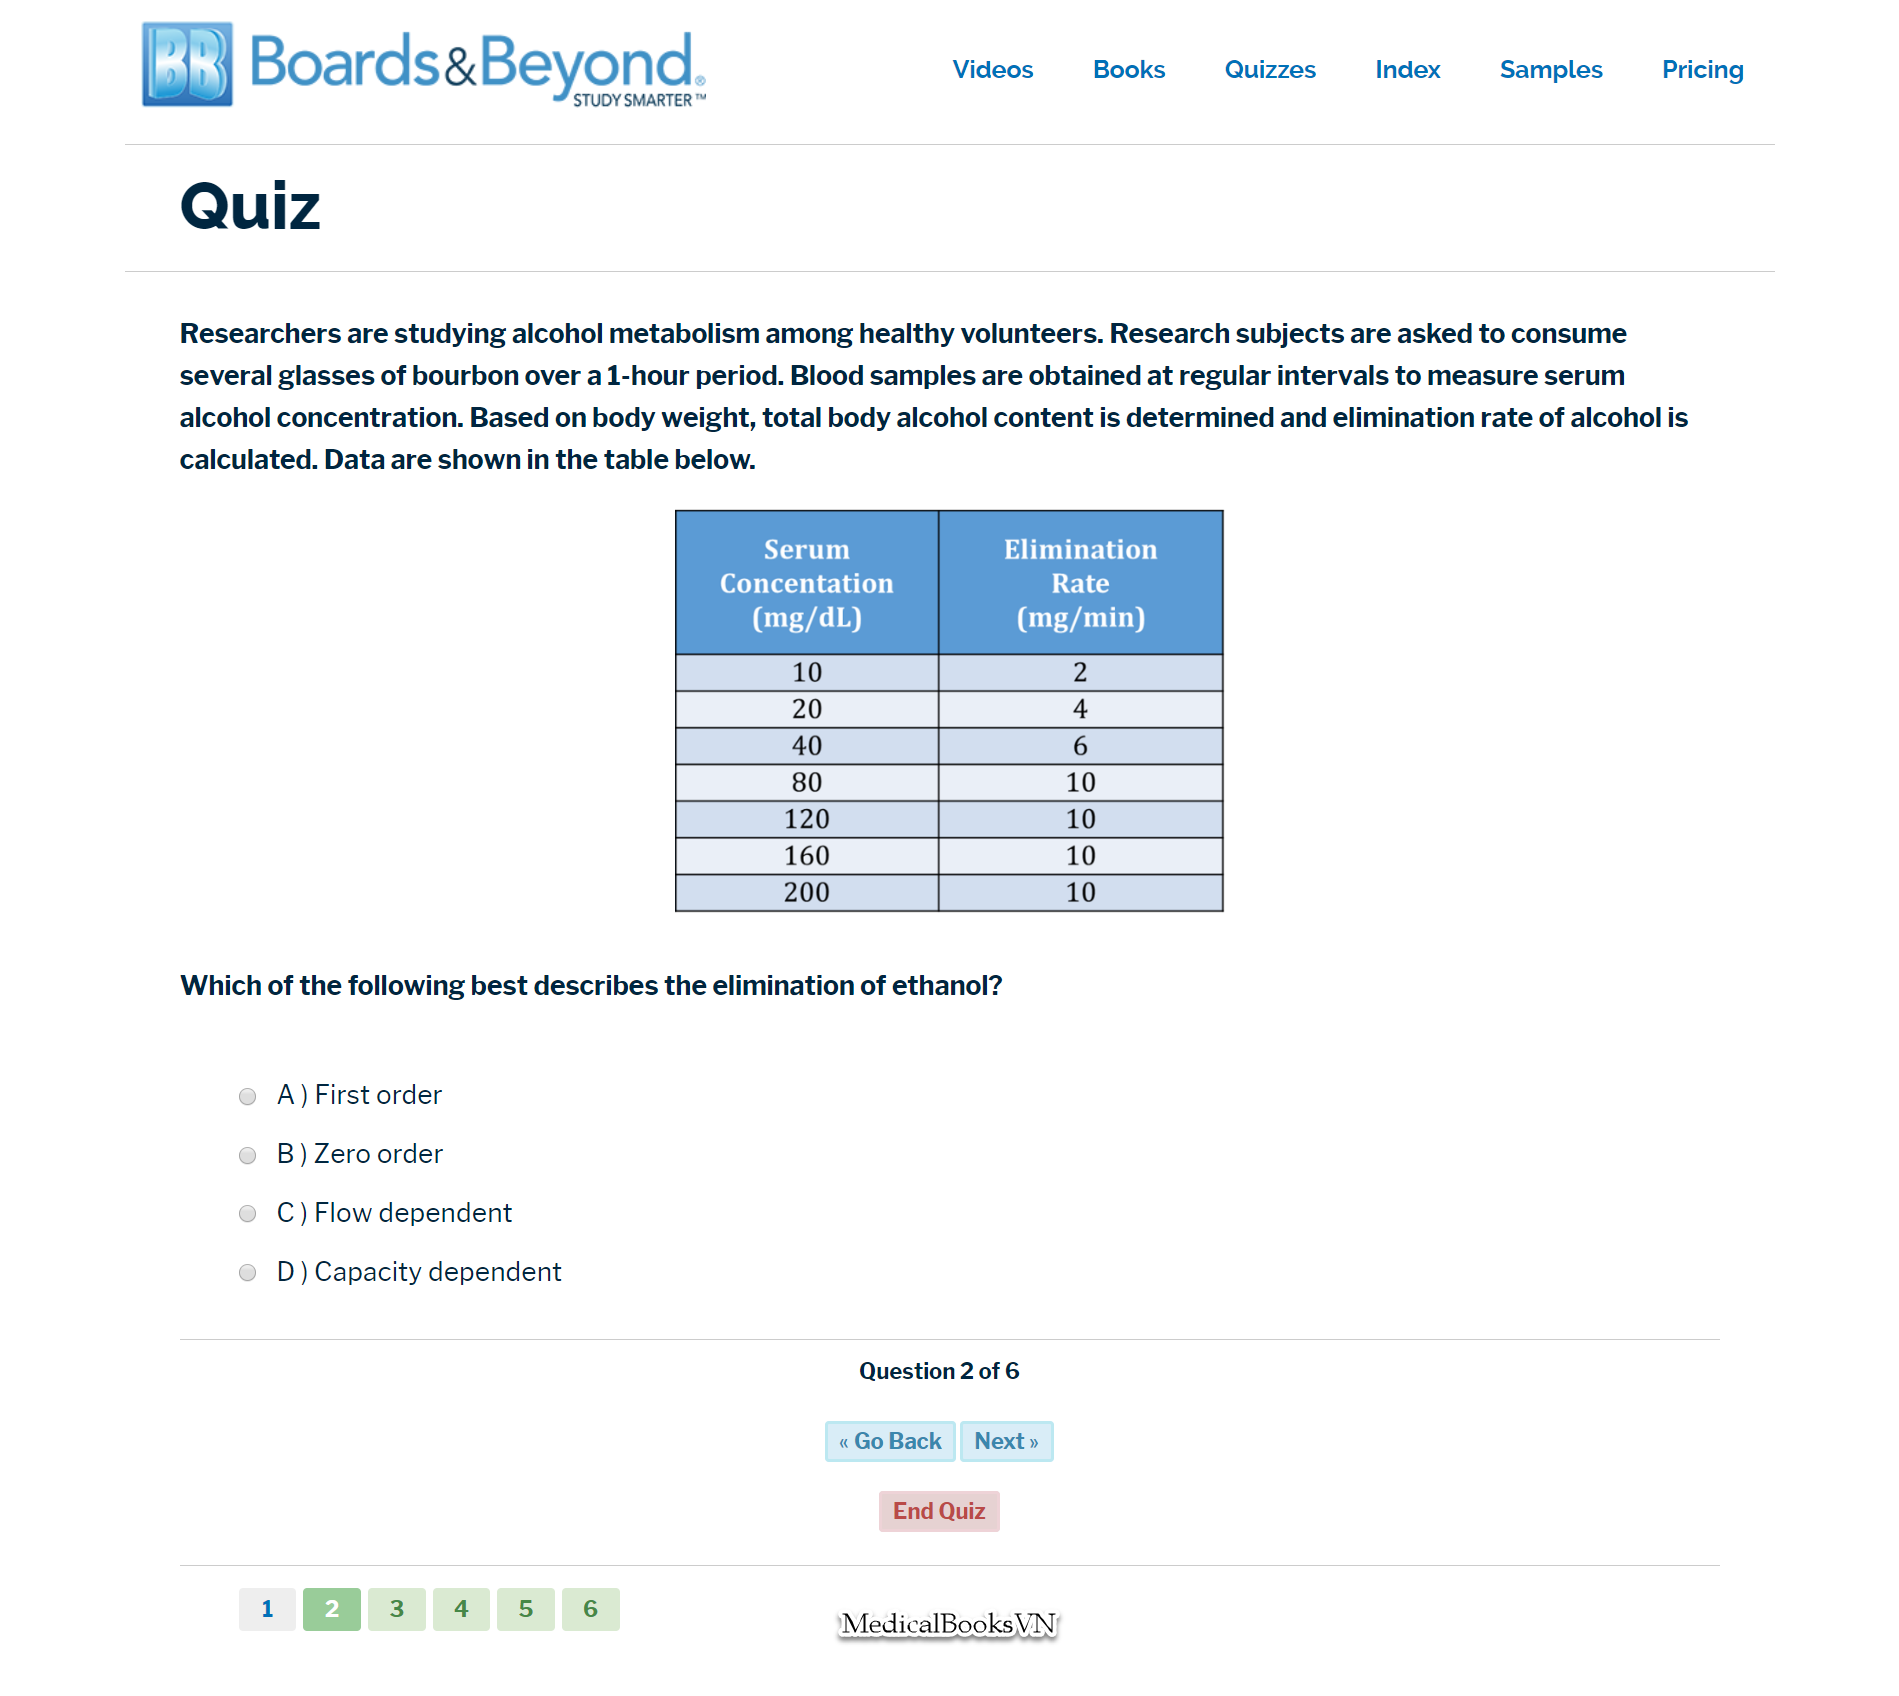 BB Boards&Beyond®
STUDY SMARTER™
Videos Books Quizzes Index Samples Pricing
Quiz
Researchers are studying alcohol metabolism among healthy volunteers. Research subjects are asked to consume
several glasses of bourbon over a 1-hour period. Blood samples are obtained at regular intervals to measure serum
alcohol concentration. Based on body weight, total body alcohol content is determined and elimination rate of alcohol is
calculated. Data are shown in the table below.
Serum Elimination
Concentation Rate
(mg/dL) (mg/min)
10 2
20 4
40 6
80 10
120 10
160 10
200 10
Which of the following best describes the elimination of ethanol?
A ) First order
B ) Zero order
C ) Flow dependent
D ) Capacity dependent
Question 2 of 6
« Go Back Next »
End Quiz
1 2 3 4 5 6
MedicalBooksVN